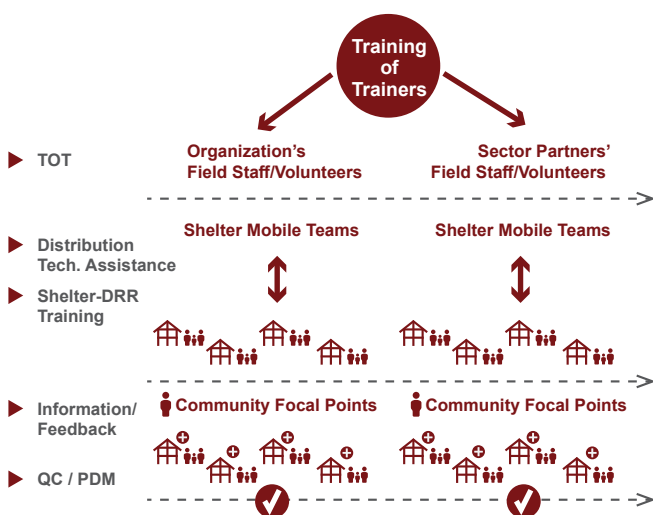 Training
of
Trainers
TOT
Organization's
Field Staff/Volunteers
Sector Partners'
Field Staff/Volunteers
Distribution
Tech. Assistance
Shelter Mobile Teams
Shelter Mobile Teams
Shelter-DRR
Training
Information/
Feedback
Community Focal Points
Community Focal Points
QC / PDM